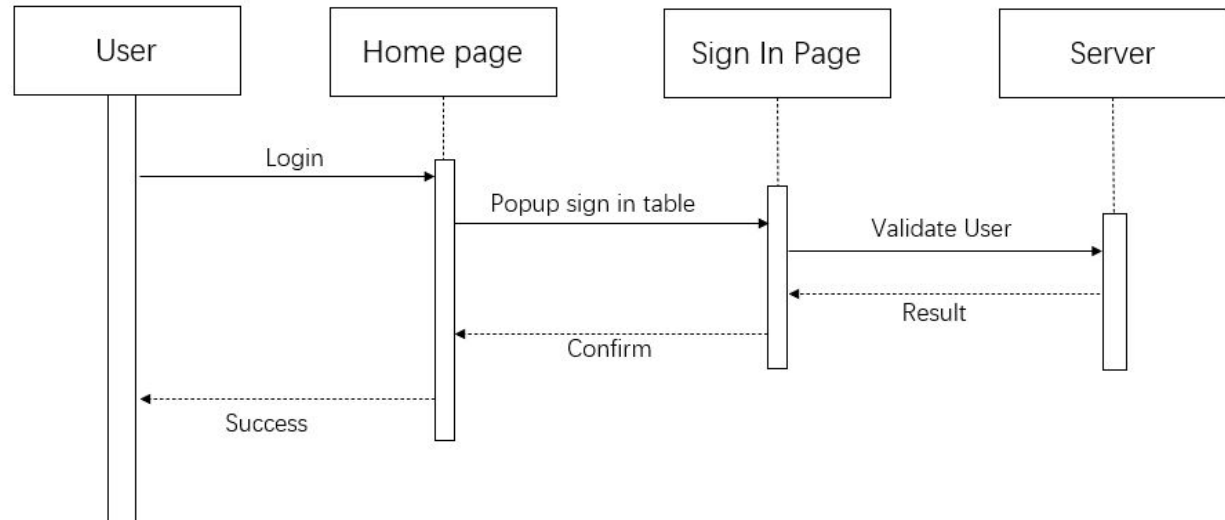 User
Home page
Sign In Page
Server
Login
Popup sign in table
Validate User
Result
Confirm
Success